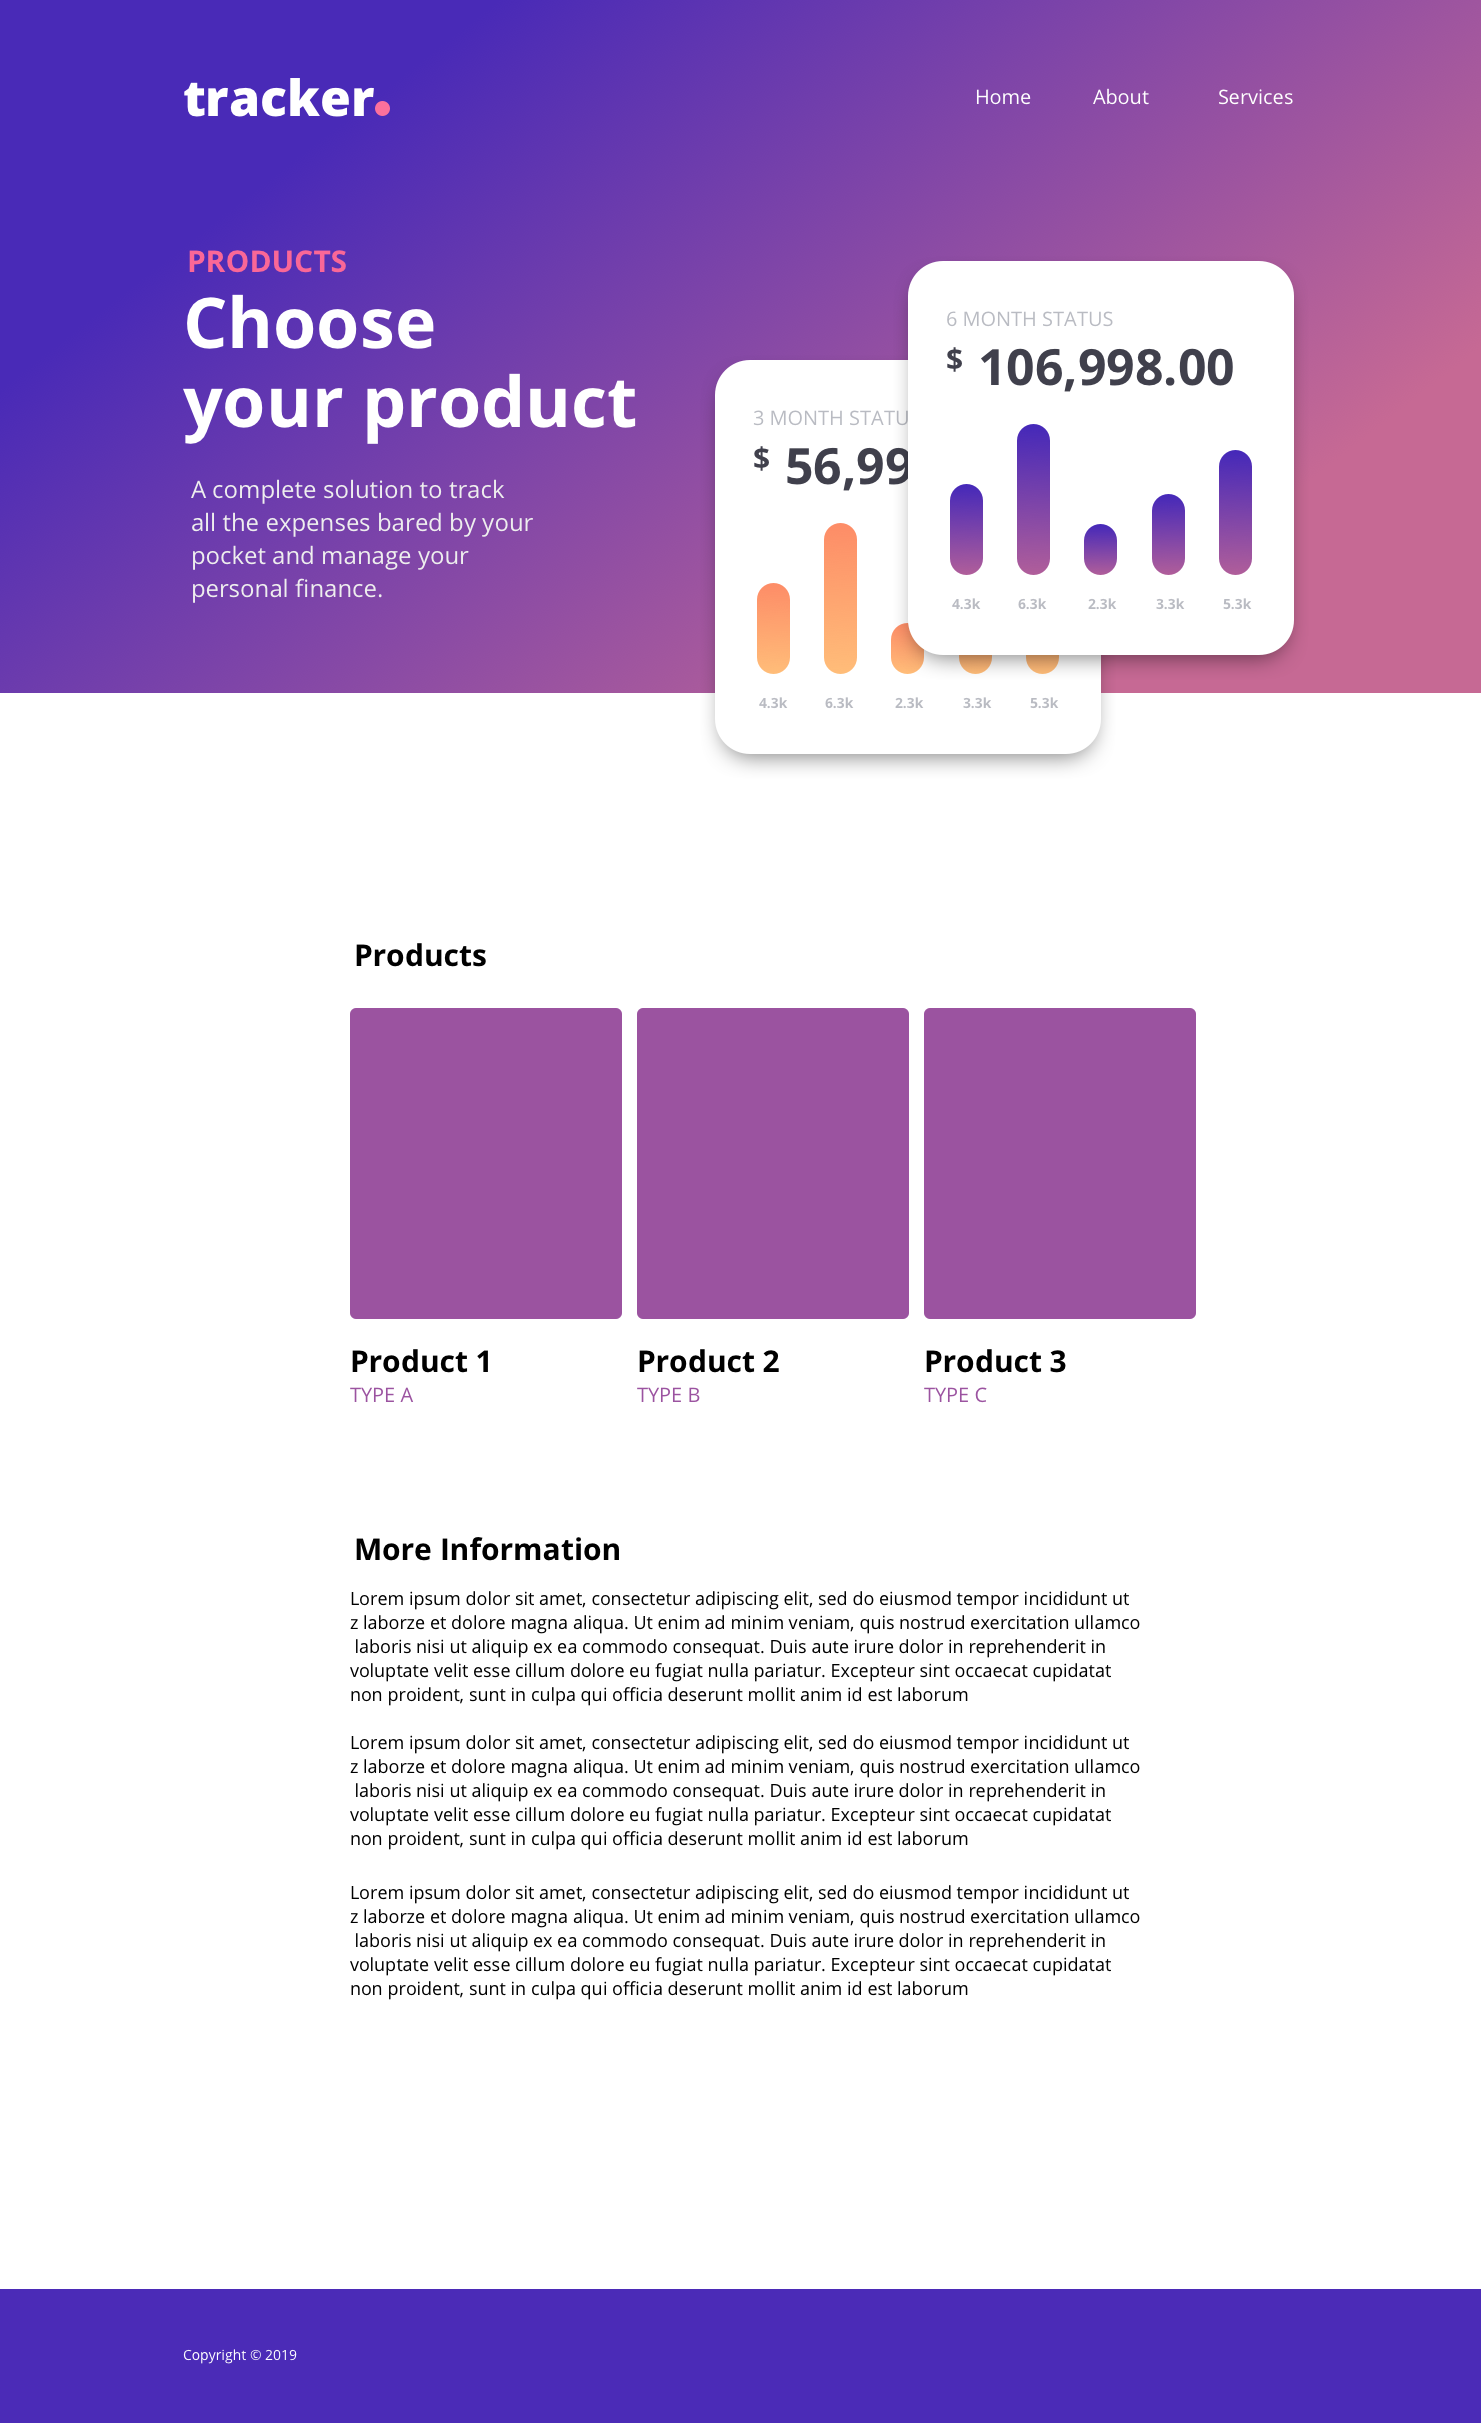 tracker.
Home About Services
PRODUCTS
Choose
your product
A complete solution to track
all the expenses bared by your
pocket and manage your
personal finance.
3 MONTH STATU
$ 56,99
4.3k 6.3k 2.3k 3.3k 5.3k
6 MONTH STATUS
$ 106,998.00
4.3k 6.3k 2.3k 3.3k 5.3k
Products
Product 1
TYPE A
Product 2
TYPE B
Product 3
TYPE C
More Information
Lorem ipsum dolor sit amet, consectetur adipiscing elit, sed do eiusmod tempor incididunt ut
z laborze et dolore magna aliqua. Ut enim ad minim veniam, quis nostrud exercitation ullamco
laboris nisi ut aliquip ex ea commodo consequat. Duis aute irure dolor in reprehenderit in
voluptate velit esse cillum dolore eu fugiat nulla pariatur. Excepteur sint occaecat cupidatat
non proident, sunt in culpa qui officia deserunt mollit anim id est laborum
Lorem ipsum dolor sit amet, consectetur adipiscing elit, sed do eiusmod tempor incididunt ut
z laborze et dolore magna aliqua. Ut enim ad minim veniam, quis nostrud exercitation ullamco
laboris nisi ut aliquip ex ea commodo consequat. Duis aute irure dolor in reprehenderit in
voluptate velit esse cillum dolore eu fugiat nulla pariatur. Excepteur sint occaecat cupidatat
non proident, sunt in culpa qui officia deserunt mollit anim id est laborum
Lorem ipsum dolor sit amet, consectetur adipiscing elit, sed do eiusmod tempor incididunt ut
z laborze et dolore magna aliqua. Ut enim ad minim veniam, quis nostrud exercitation ullamco
laboris nisi ut aliquip ex ea commodo consequat. Duis aute irure dolor in reprehenderit in
voluptate velit esse cillum dolore eu fugiat nulla pariatur. Excepteur sint occaecat cupidatat
non proident, sunt in culpa qui officia deserunt mollit anim id est laborum
Copyright © 2019